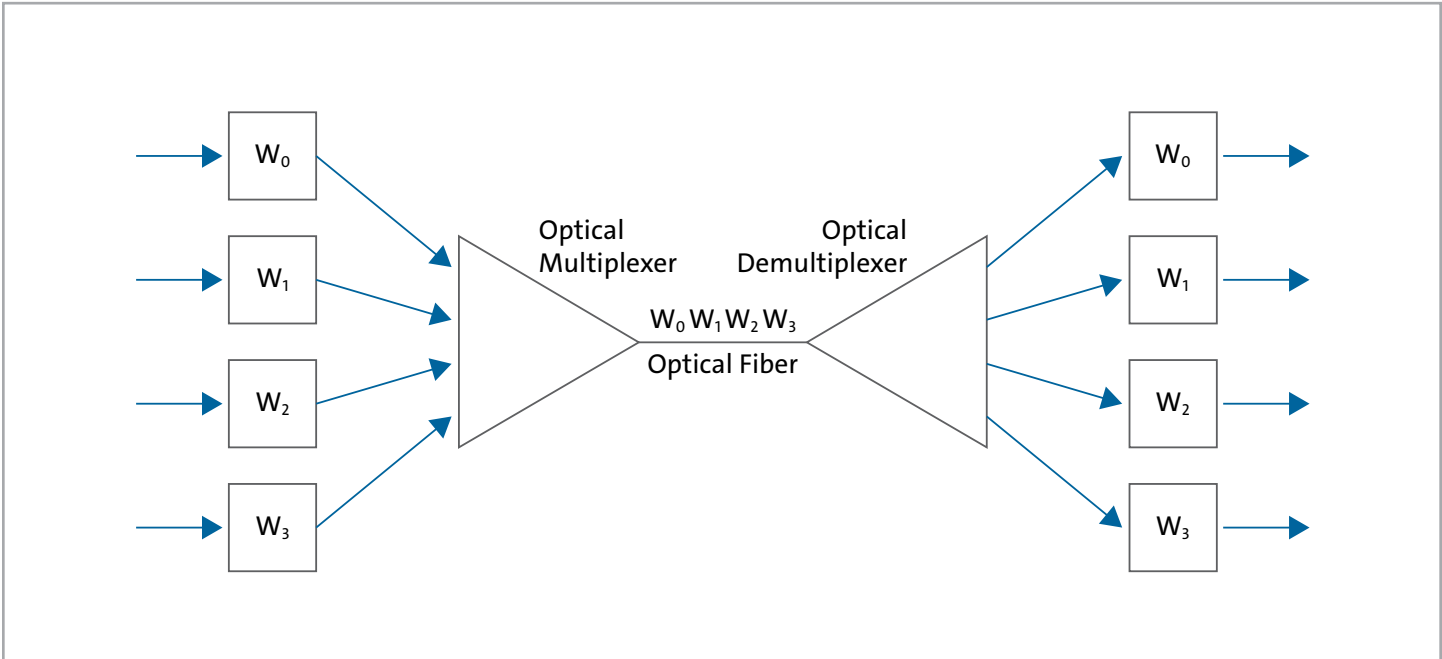 W₀
W₀
Optical
Multiplexer
Optical
Demultiplexer
W₁
W₁
W₀ W₁ W₂ W₃
Optical Fiber
W₂
W₂
W₃
W₃